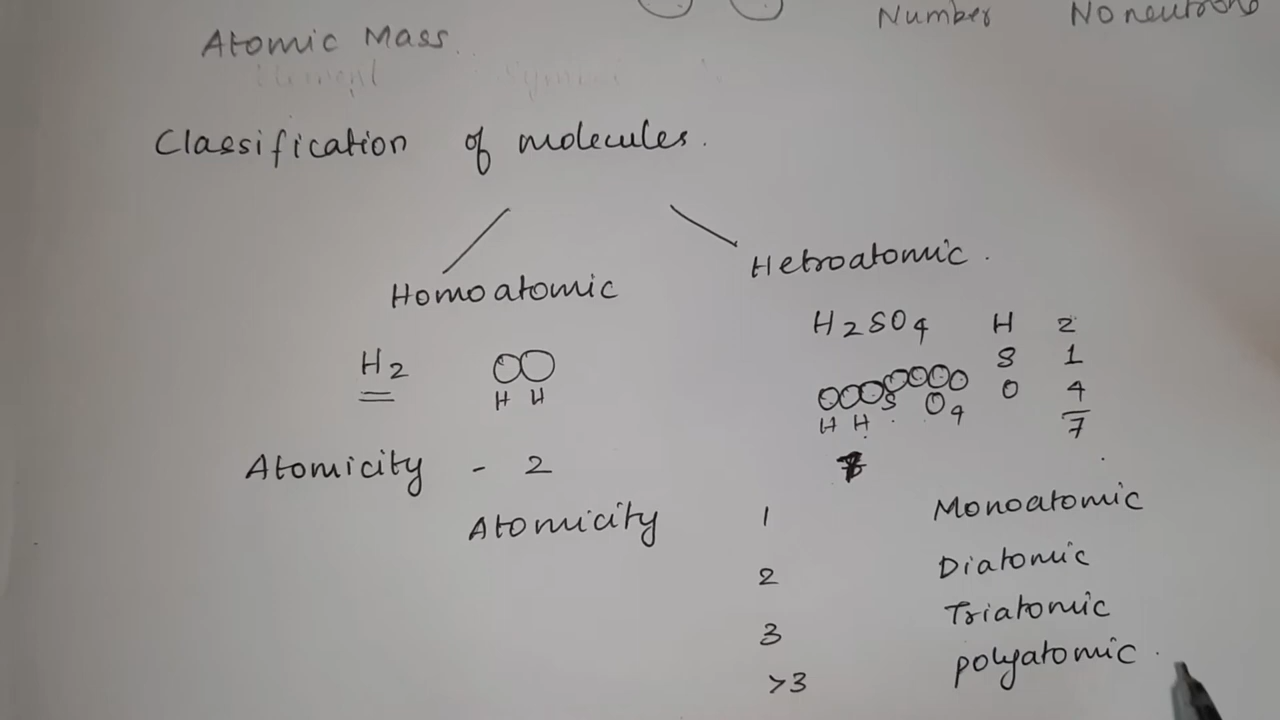 Number No neutrons
Atomic Mass
Classification of molecules.
Homoatomic
Hetroatomic.
H2SO4 H 2
S 1
H2
O 4
S O4
H H
H H
7
Atomicity - 2
Atomicity 1 Monoatomic
2 Diatomic
3 Triatomic
>3 polyatomic